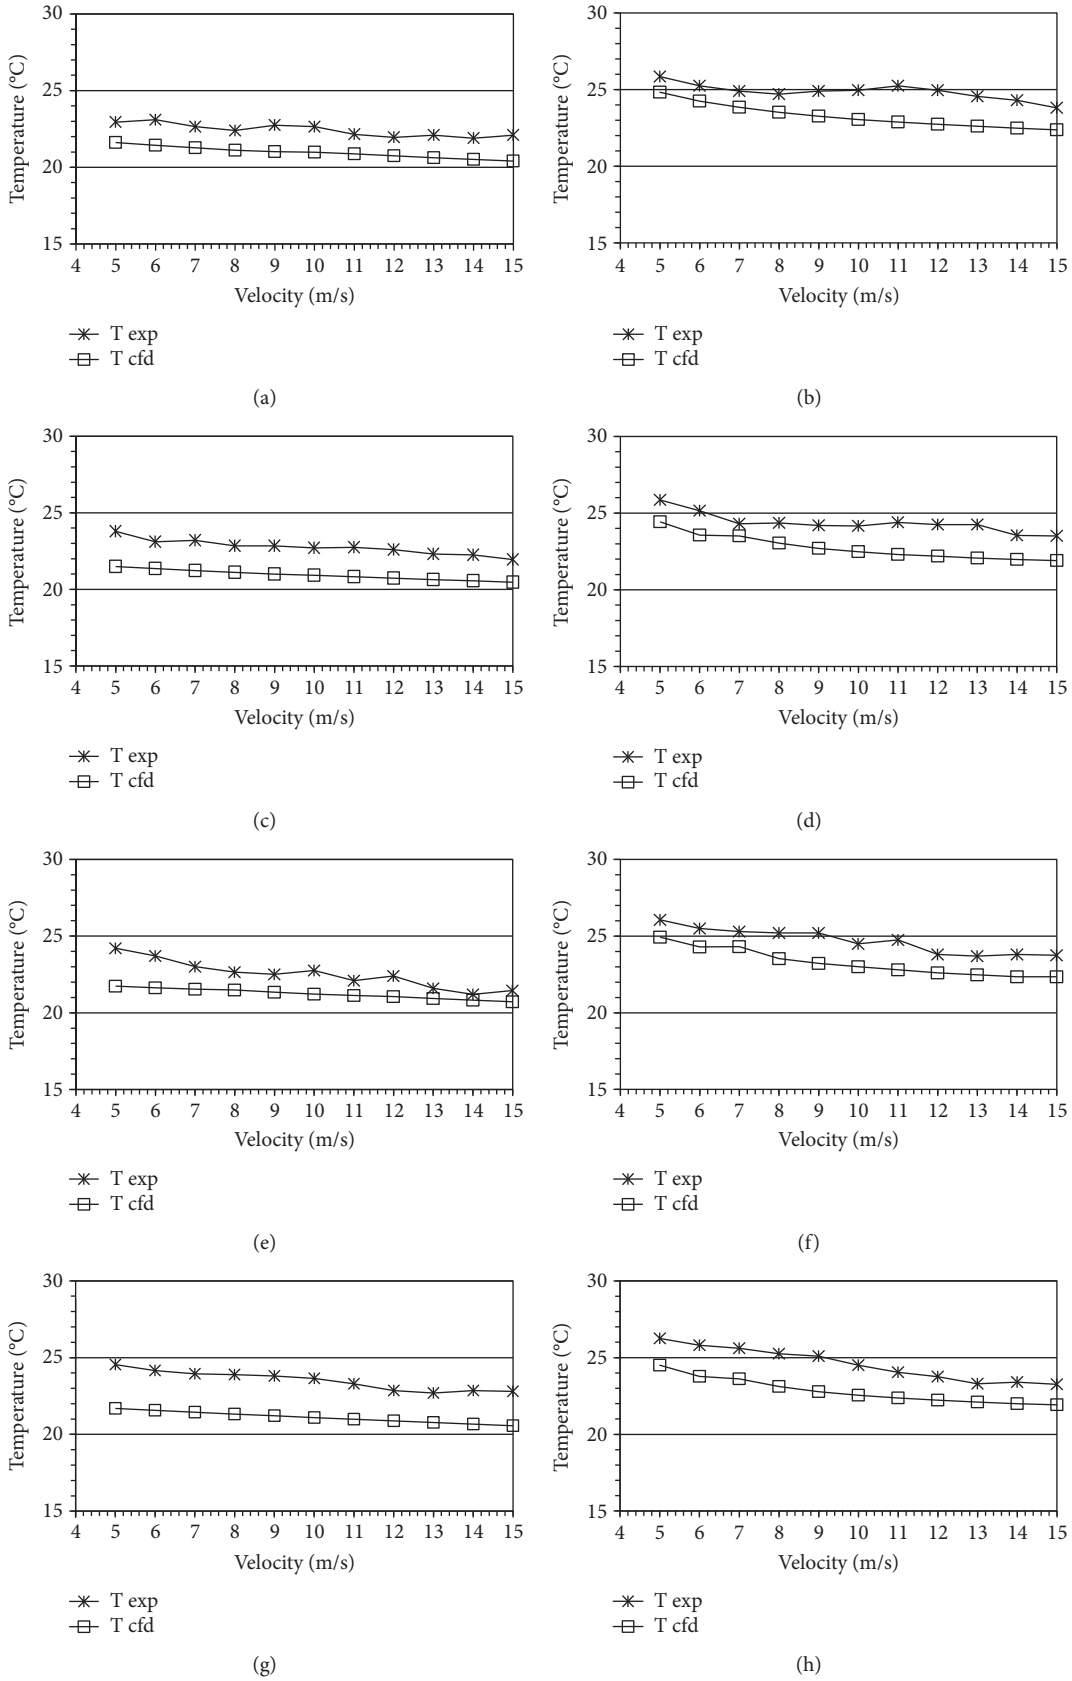 30
25
20
15
Temperature (°C)
4 5 6 7 8 9 10 11 12 13 14 15
Velocity (m/s)
T exp
T cfd
(a)
30
25
20
15
Temperature (°C)
4 5 6 7 8 9 10 11 12 13 14 15
Velocity (m/s)
T exp
T cfd
(b)
30
25
20
15
Temperature (°C)
4 5 6 7 8 9 10 11 12 13 14 15
Velocity (m/s)
T exp
T cfd
(c)
30
25
20
15
Temperature (°C)
4 5 6 7 8 9 10 11 12 13 14 15
Velocity (m/s)
T exp
T cfd
(d)
30
25
20
15
Temperature (°C)
4 5 6 7 8 9 10 11 12 13 14 15
Velocity (m/s)
T exp
T cfd
(e)
30
25
20
15
Temperature (°C)
4 5 6 7 8 9 10 11 12 13 14 15
Velocity (m/s)
T exp
T cfd
(f)
30
25
20
15
Temperature (°C)
4 5 6 7 8 9 10 11 12 13 14 15
Velocity (m/s)
T exp
T cfd
(g)
30
25
20
15
Temperature (°C)
4 5 6 7 8 9 10 11 12 13 14 15
Velocity (m/s)
T exp
T cfd
(h)